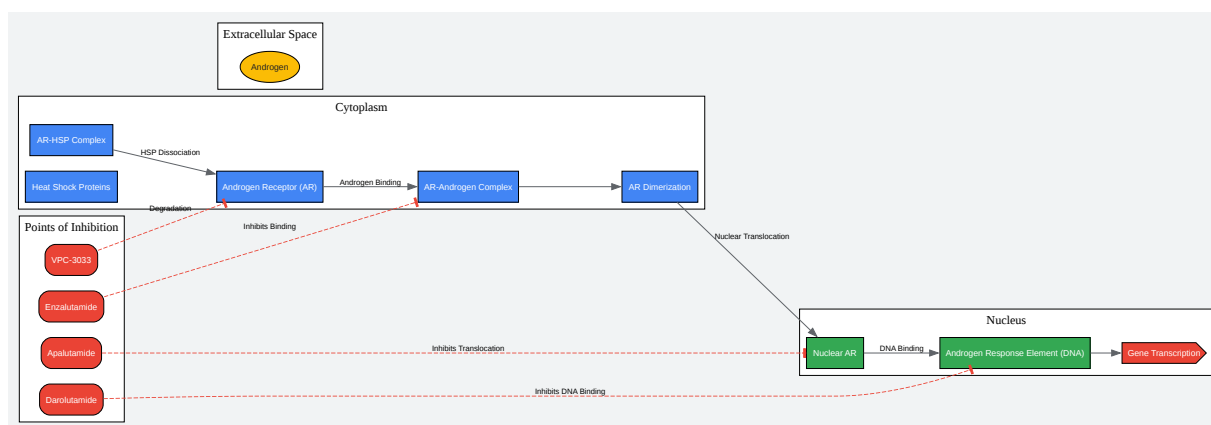 Extracellular Space
Androgen
Cytoplasm
AR-HSP Complex
HSP Dissociation
Heat Shock Proteins
Androgen Receptor (AR)
Androgen Binding
AR-Androgen Complex
AR Dimerization
Degradation
Points of Inhibition
Inhibits Binding
Nuclear Translocation
VPC-3033
Enzalutamide
Nucleus
Apalutamide
Inhibits Translocation
Nuclear AR
DNA Binding
Androgen Response Element (DNA)
Gene Transcription
Darolutamide
Inhibits DNA Binding